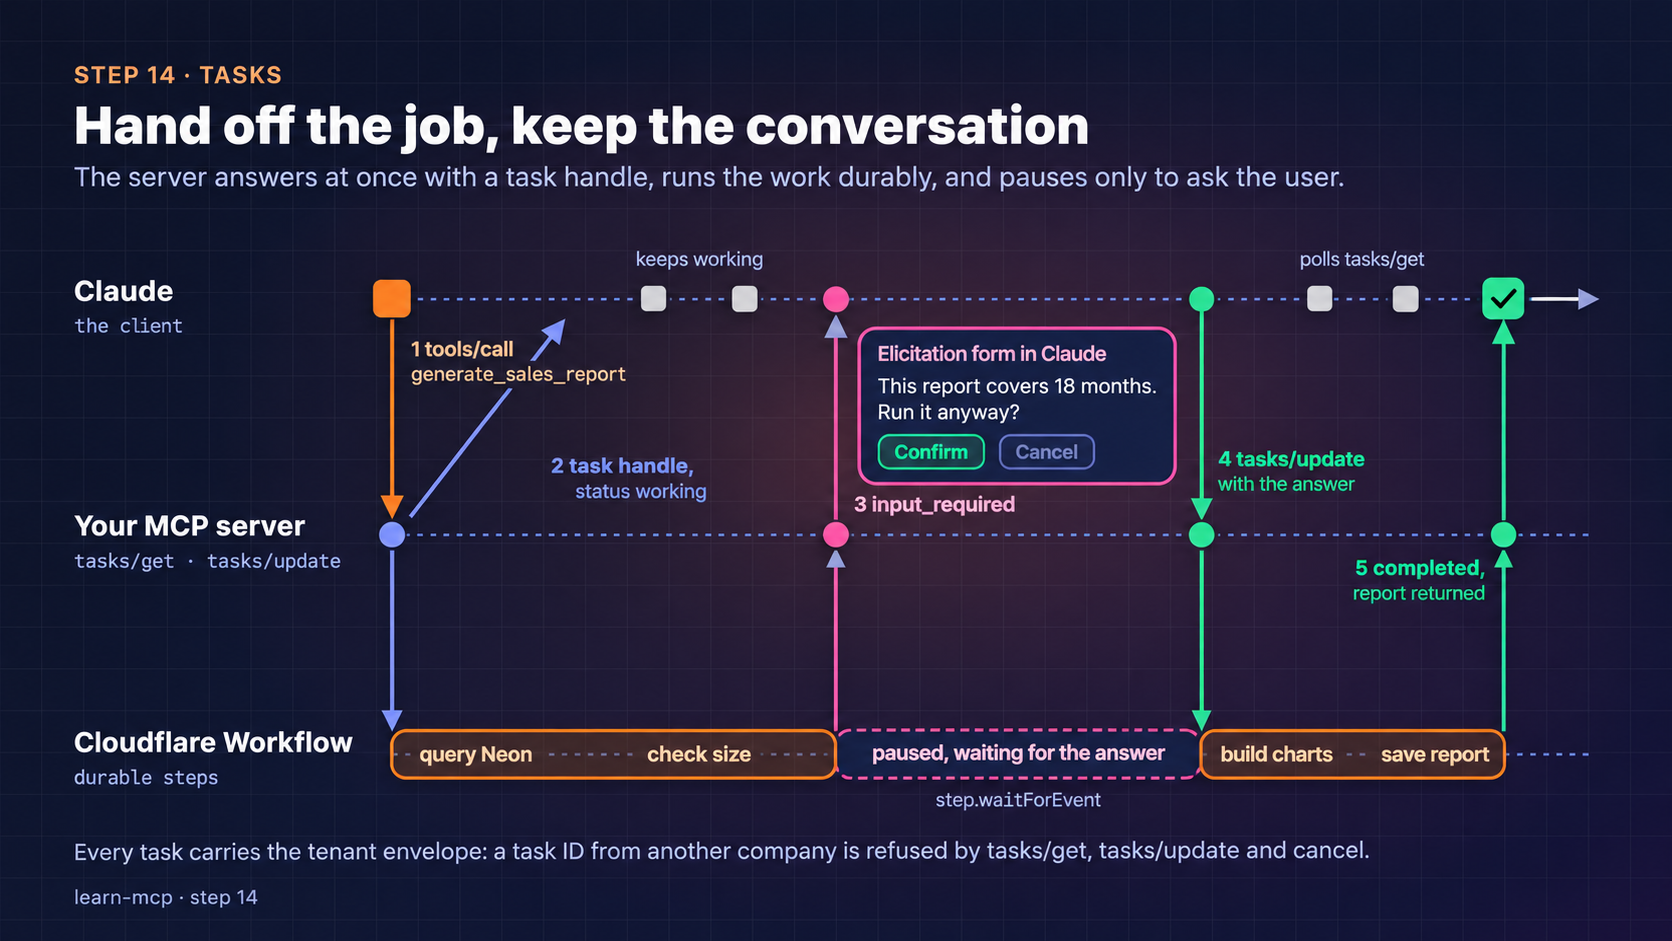 STEP 14 · TASKS
Hand off the job, keep the conversation
The server answers at once with a task handle, runs the work durably, and pauses only to ask the user.
keeps working
polls tasks/get
Claude
the client
1 tools/call
generate_sales_report
Elicitation form in Claude
This report covers 18 months.
Run it anyway?
Confirm
Cancel
2 task handle,
status working
4 tasks/update
with the answer
3 input_required
Your MCP server
tasks/get · tasks/update
5 completed,
report returned
Cloudflare Workflow
durable steps
query Neon
check size
paused, waiting for the answer
build charts
save report
step.waitForEvent
Every task carries the tenant envelope: a task ID from another company is refused by tasks/get, tasks/update and cancel.
learn-mcp · step 14